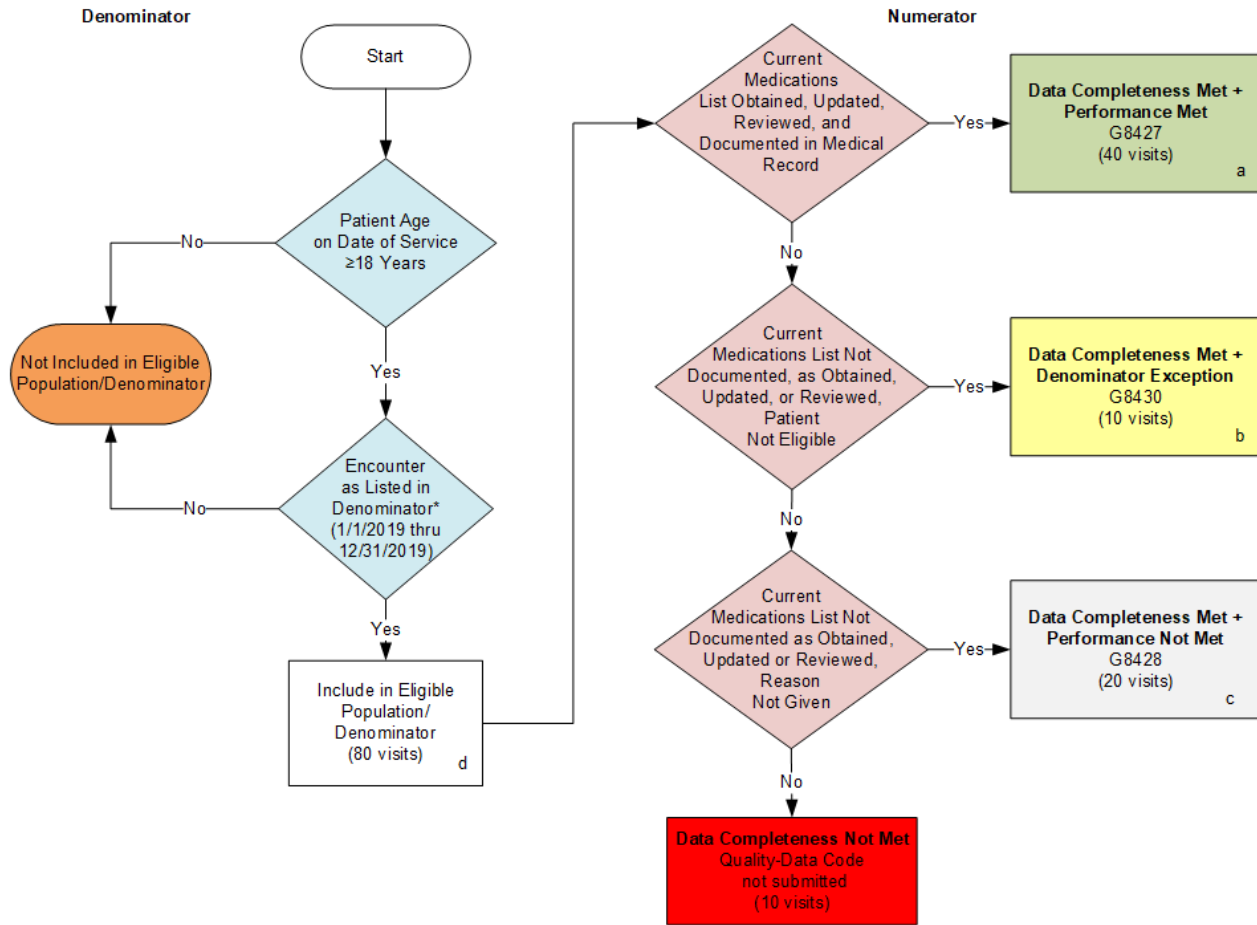 Denominator
Numerator
Start
Patient Age
on Date of Service
≥18 Years
No
Yes
Not Included in Eligible
Population/Denominator
Encounter
as Listed in
Denominator*
(1/1/2019 thru
12/31/2019)
No
Yes
Include in Eligible
Population/
Denominator
(80 visits)
d
Current
Medications
List Obtained, Updated,
Reviewed, and
Documented in Medical
Record
Yes
Data Completeness Met +
Performance Met
G8427
(40 visits)
a
No
Current
Medications List Not
Documented, as Obtained,
Updated, or Reviewed,
Patient
Not Eligible
Yes
Data Completeness Met +
Denominator Exception
G8430
(10 visits)
b
No
Current
Medications List Not
Documented as Obtained,
Updated or Reviewed,
Reason
Not Given
Yes
Data Completeness Met +
Performance Not Met
G8428
(20 visits)
c
No
Data Completeness Not Met
Quality-Data Code
not submitted
(10 visits)